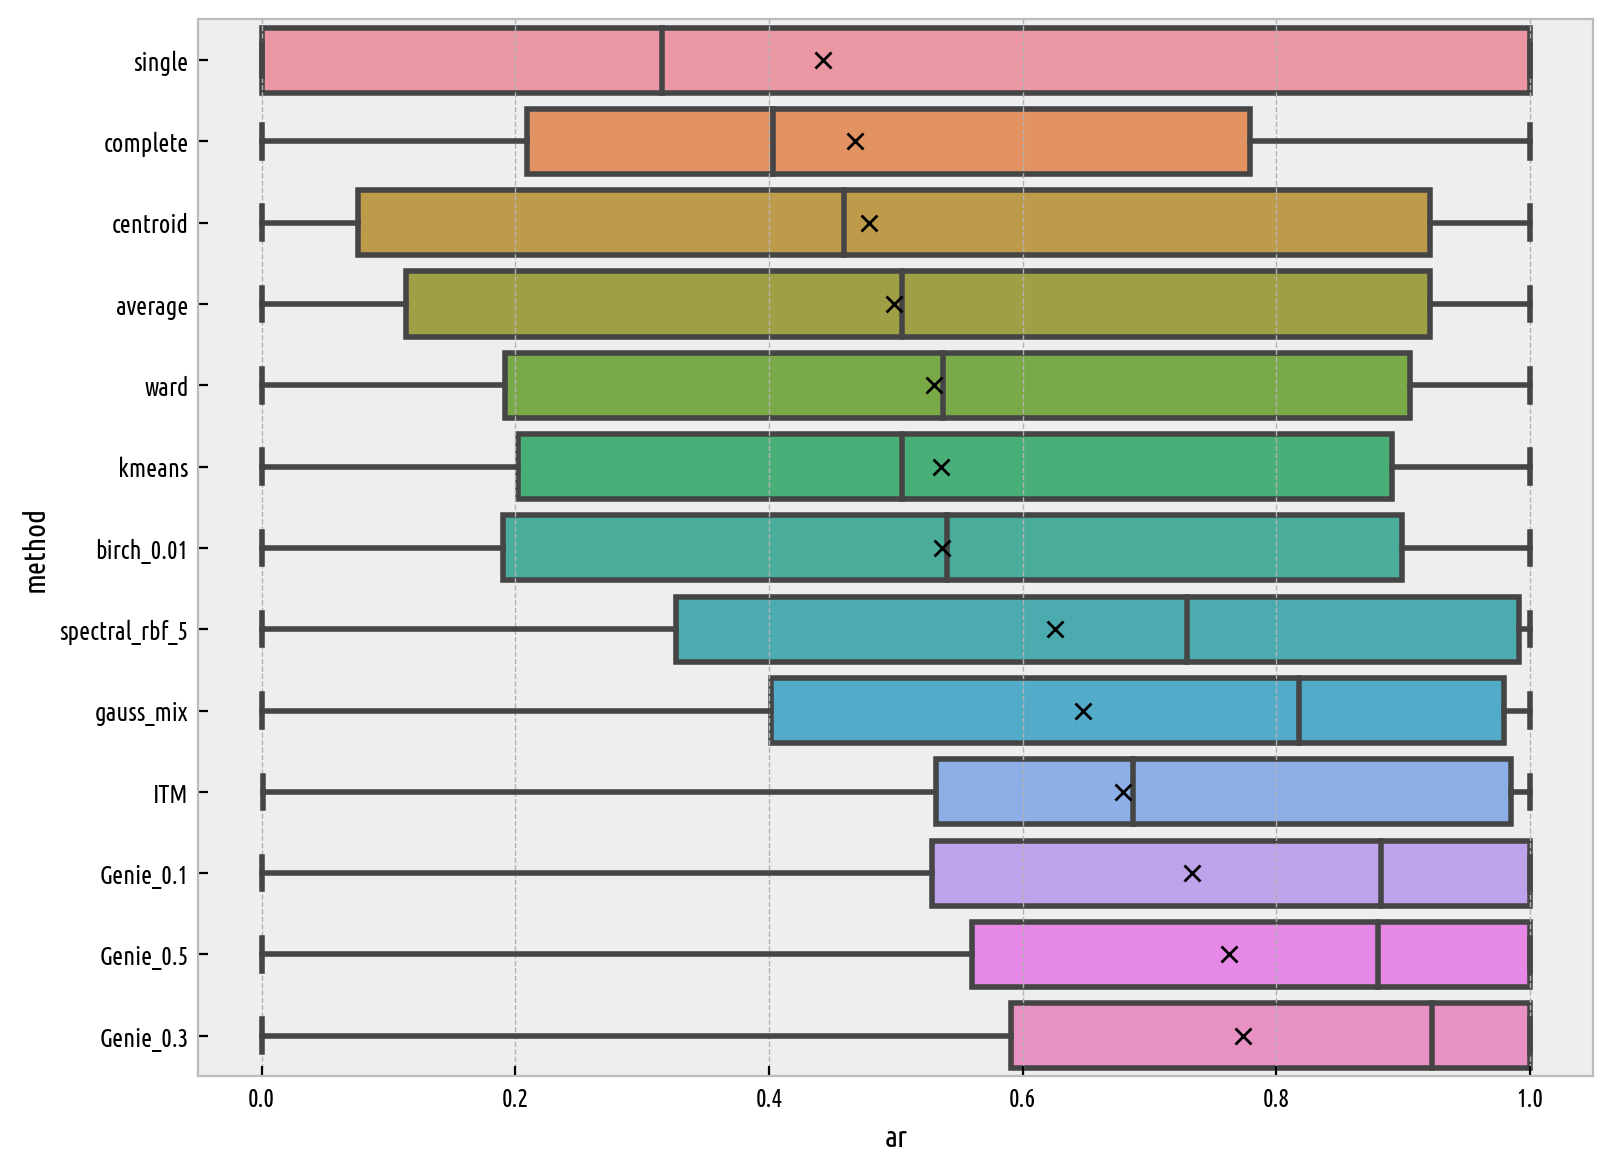 single
complete
centroid
average
ward
kmeans
birch_0.01
spectral_rbf_5
gauss_mix
ITM
Genie_0.1
Genie_0.5
Genie_0.3
method
0.0 0.2 0.4 0.6 0.8 1.0
ar